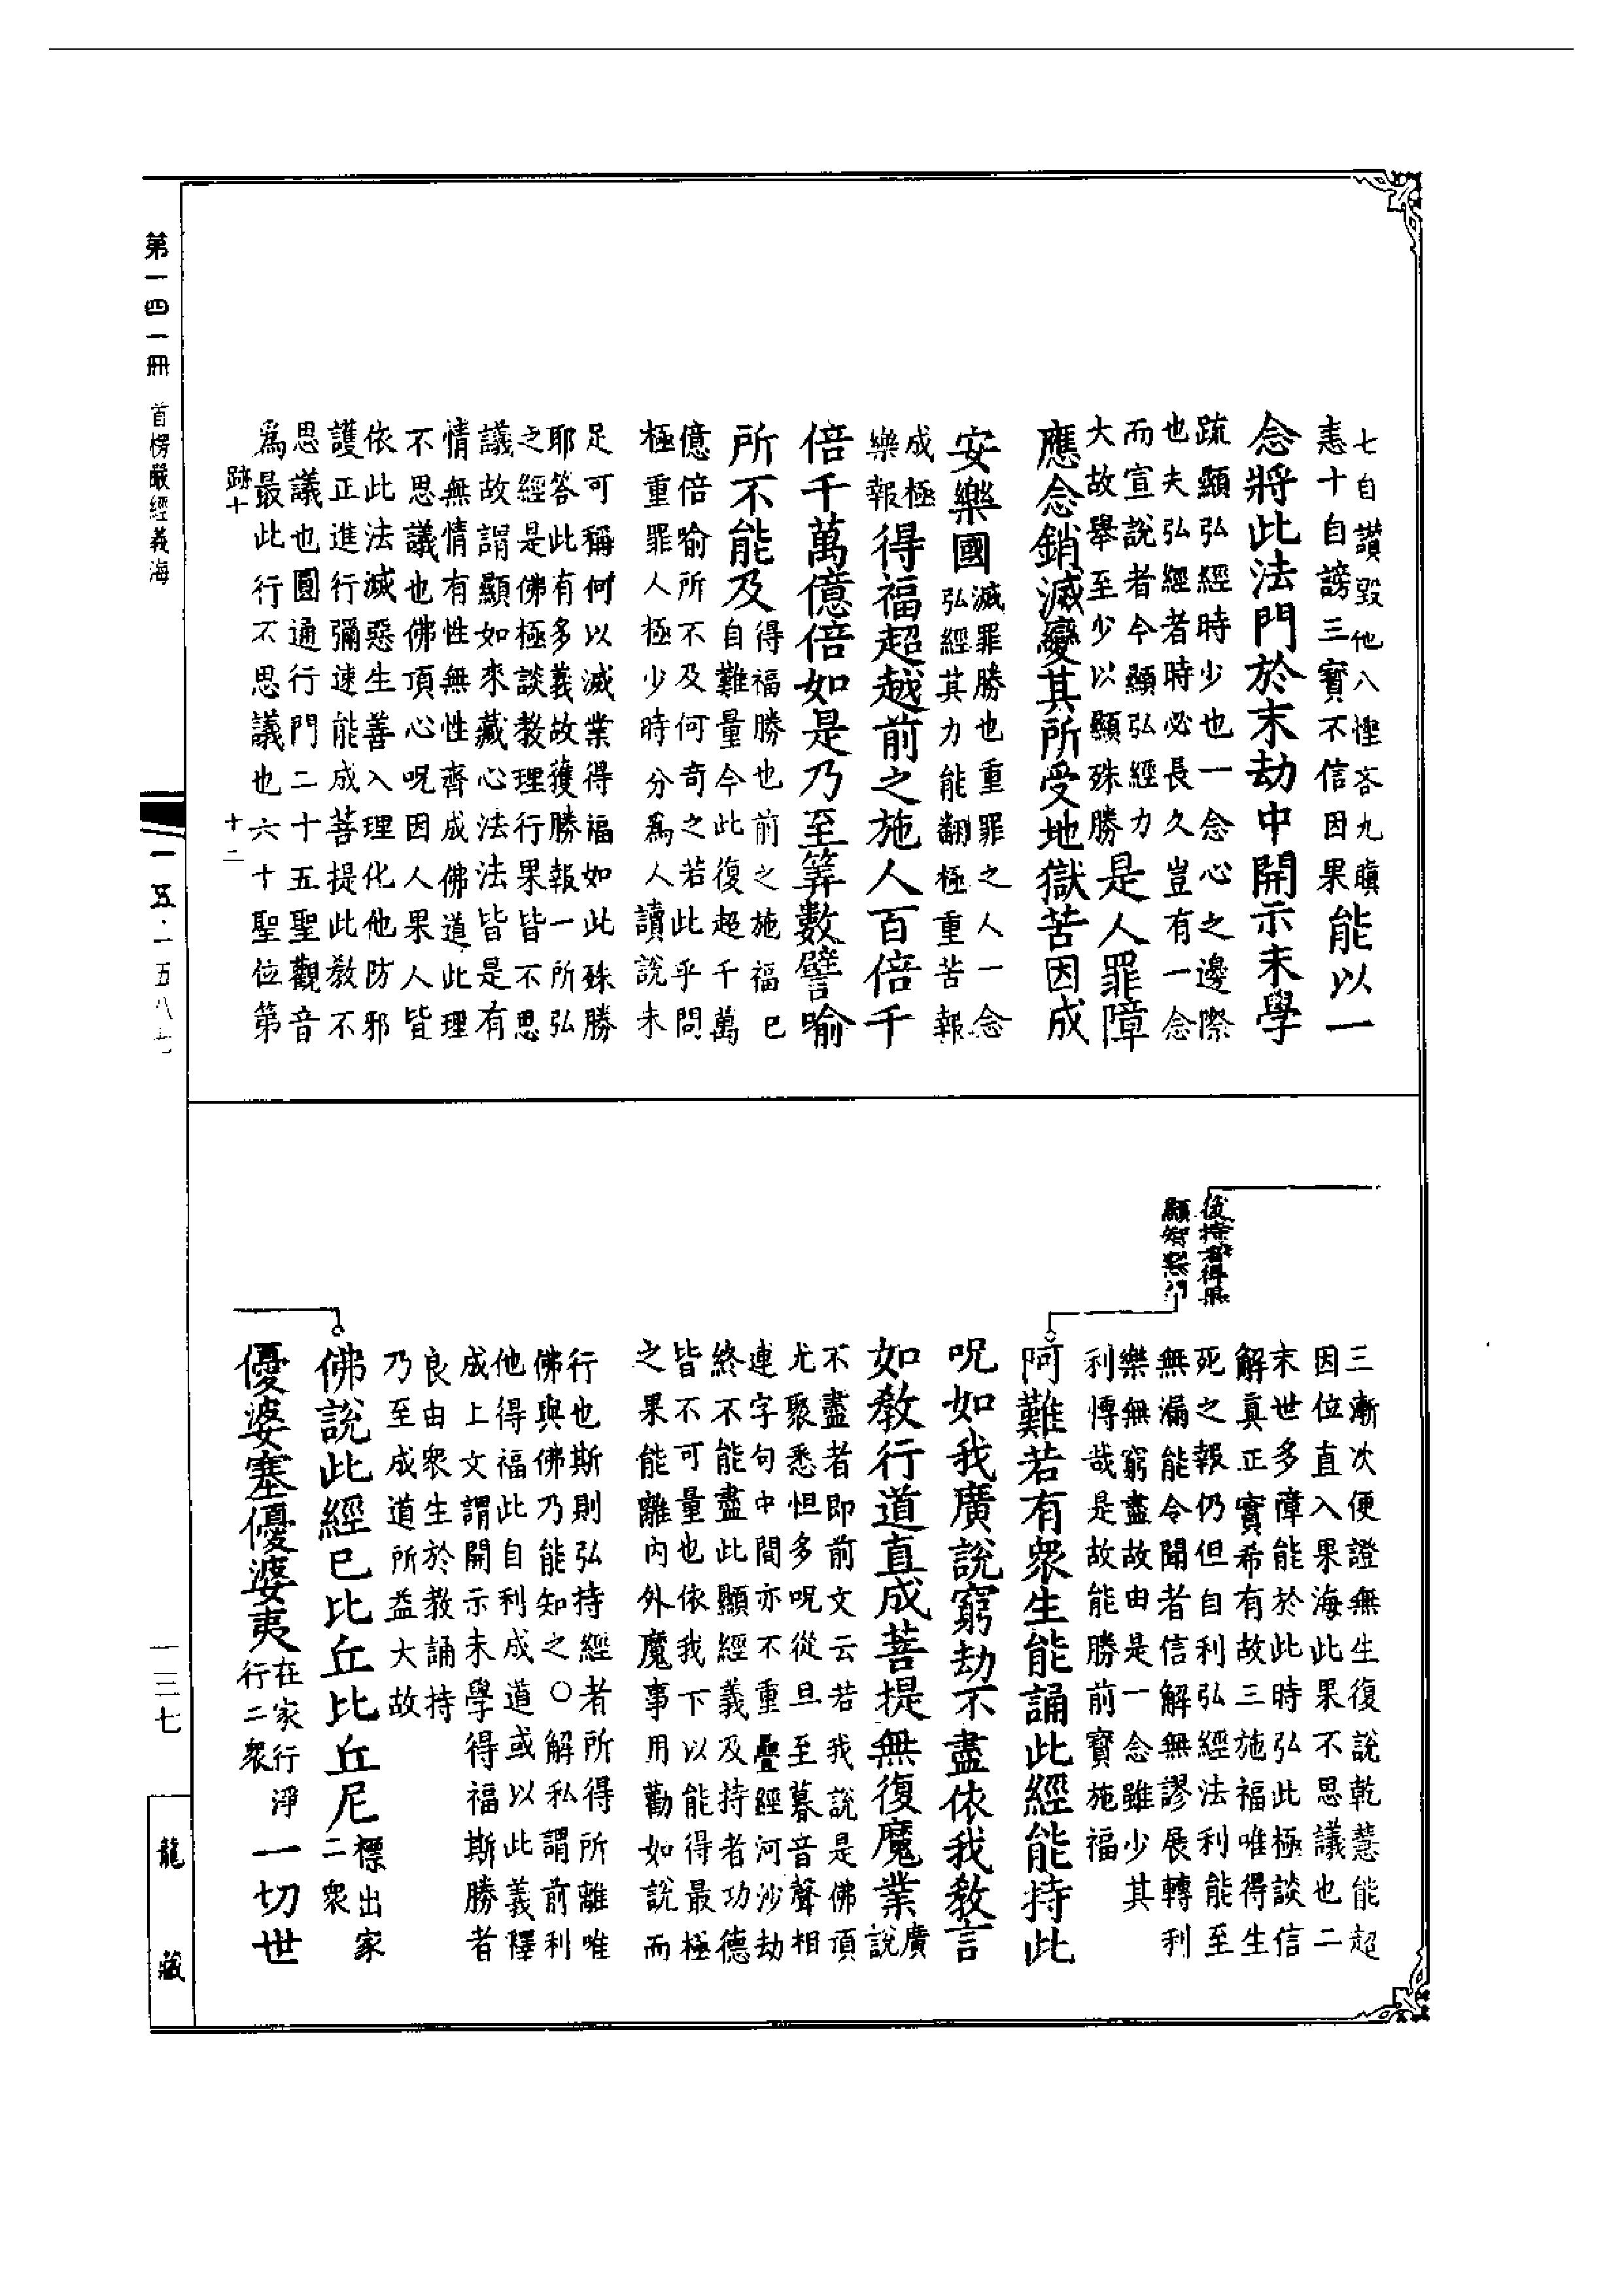 七自讚毀他八慳吝九瞋
恚十自謗三寶不信因果能以一
念將此法門於末劫中開示末學
疏顯弘經時少也一念心之邊際
也夫弘經者時必長久豈有一念
而宣說者今顯弘經力
大故舉至少以顯殊勝是人罪障
應念銷滅變其所受地獄苦因成
安樂國滅罪勝也重罪之人一念
弘經其力能翻極重苦報
成極
樂報得福超越前之施人百倍千
倍千萬億倍如是乃至筭數譬喻
所不能及得福勝也前之施福已
自難量今此復超千萬
億倍喻所不及何奇之若此乎問
極重罪人極少時分為人讀說未
足可稱何以滅業得福如此殊勝
耶答此有多義故獲勝報一所弘
之經是佛極談教理行果皆不思
議故謂顯如來藏心法法皆是有
情無情有性無性齊成佛道此理
不思議也佛頂心呪因人果人皆
依此法滅惡生善入理化他防邪
護正進行彌速能成菩提此教不
思議也圓通行門二十五聖觀音
為最此行不思議也六十聖位第
跡十 十二
三漸次便證無生復說乾慧能超
因位直入果海此果不思議也二
末世多障能於此時弘此極談信
解真正實希有故三施福唯得生
死之報仍但自利弘經法利能至
無漏能令聞者信解無謬展轉利
樂無窮盡故由是一念雖少其
利博哉是故能勝前寶施福
後持者得果
顯智慧門
阿難若有眾生能誦此經能持此
呪如我廣說窮劫不盡依我教言
如教行道直成菩提無復魔業廣
說
不盡者即前文云若我說是佛頂
尤聚悉怛多呪從旦至暮音聲相
連字句中間亦不重疊經河沙劫
終不能盡此顯經義及持者功德
皆不可量也依我下以能得最極
之果能離內外魔事用勸如說而
行也斯則弘持經者所得所離唯
佛與佛乃能知之○解私謂前利
他得福此自利成道或以此義釋
成上文謂開示未學得福斯勝者
良由眾生於教誦持
乃至成道所益大故
佛說此經已比丘比丘尼標出家
二眾
優婆塞優婆夷在家行淨
行二眾一切世
第一四一冊 首楞嚴經義海
一五·一五八七
一三七
龍藏